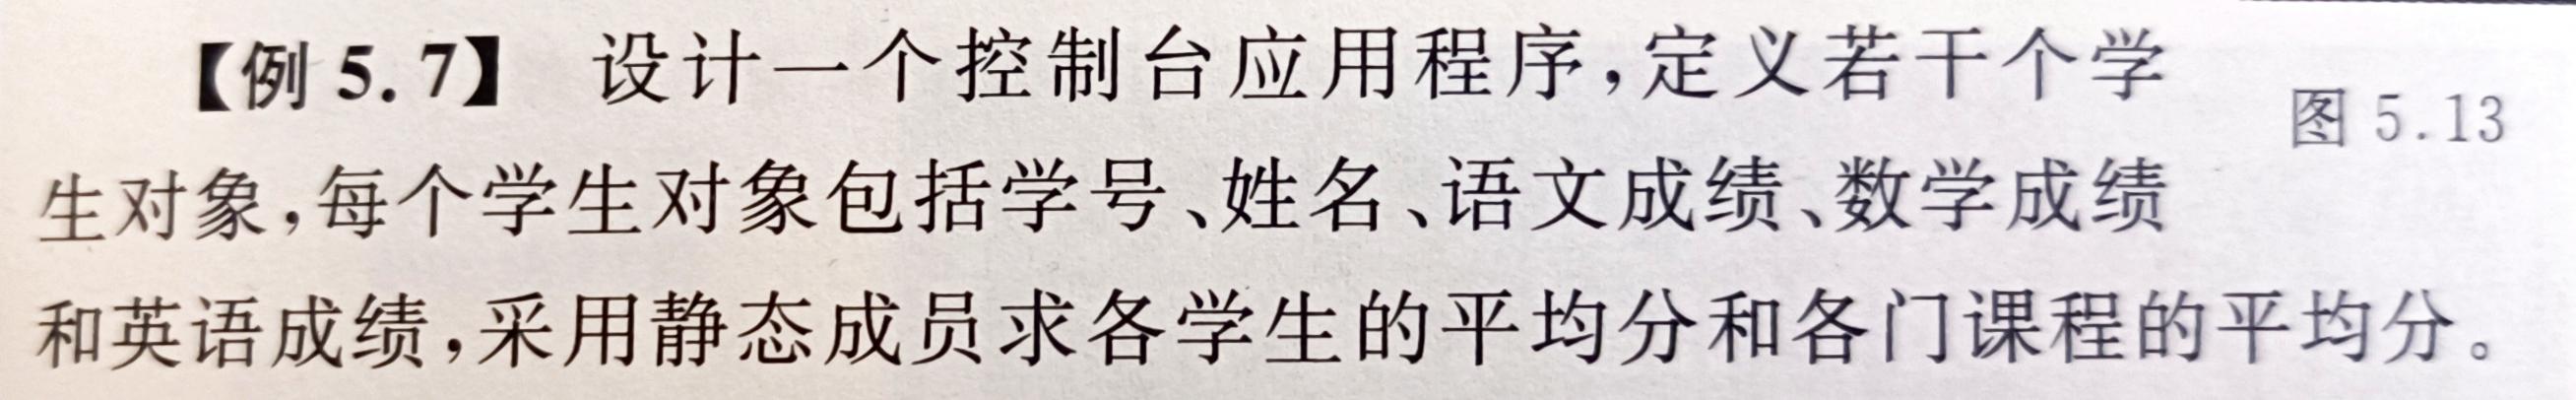 【例 5.7】 设计一个控制台应用程序,定义若干个学
图 5.13
生对象,每个学生对象包括学号、姓名、语文成绩、数学成绩
和英语成绩,采用静态成员求各学生的平均分和各门课程的平均分。